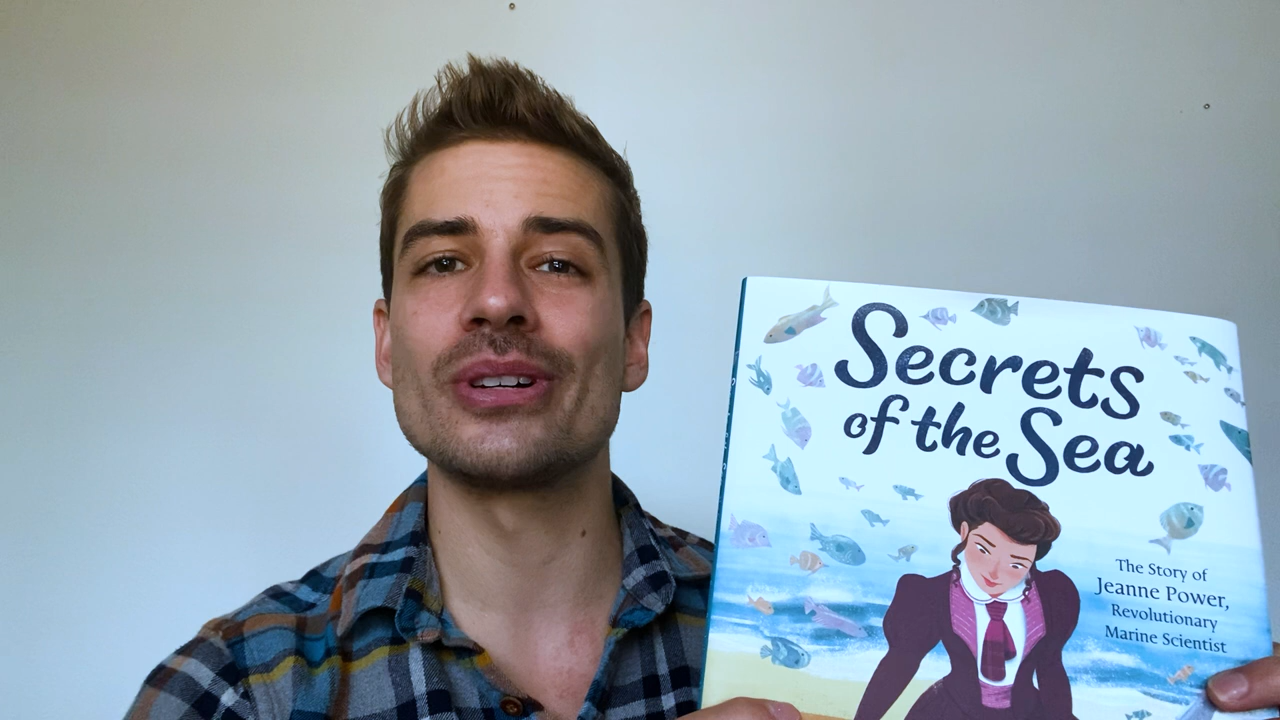 Secrets
of the Sea
The Story of
Jeanne Power,
Revolutionary
Marine Scientist